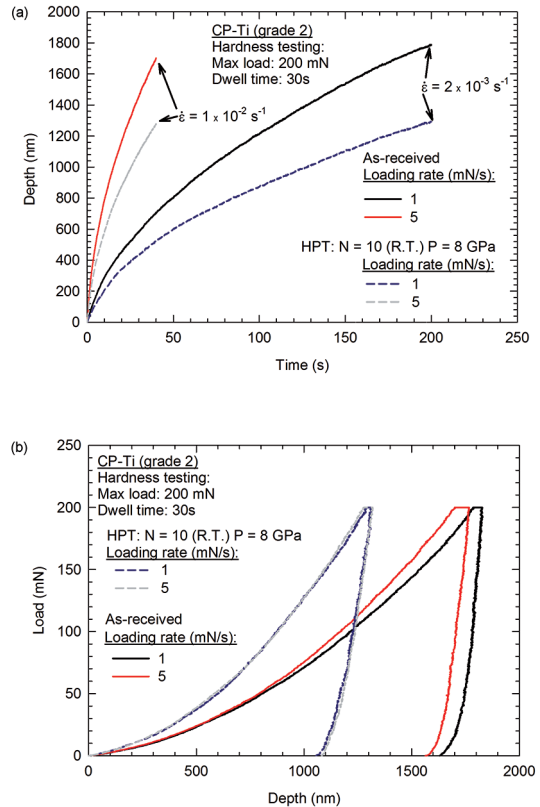 (a)
CP-Ti (grade 2)
Hardness testing:
Max load: 200 mN
Dwell time: 30s
ε̇ = 1 x 10⁻² s⁻¹
ε̇ = 2 x 10⁻³ s⁻¹
As-received
Loading rate (mN/s):
1
5
HPT: N = 10 (R.T.) P = 8 GPa
Loading rate (mN/s):
1
5
Depth (nm)
2000
1800
1600
1400
1200
1000
800
600
400
200
0
0 50 100 150 200 250
Time (s)
(b)
CP-Ti (grade 2)
Hardness testing:
Max load: 200 mN
Dwell time: 30s
HPT: N = 10 (R.T.) P = 8 GPa
Loading rate (mN/s):
1
5
As-received
Loading rate (mN/s):
1
5
Load (mN)
250
200
150
100
50
0
0 500 1000 1500 2000
Depth (nm)